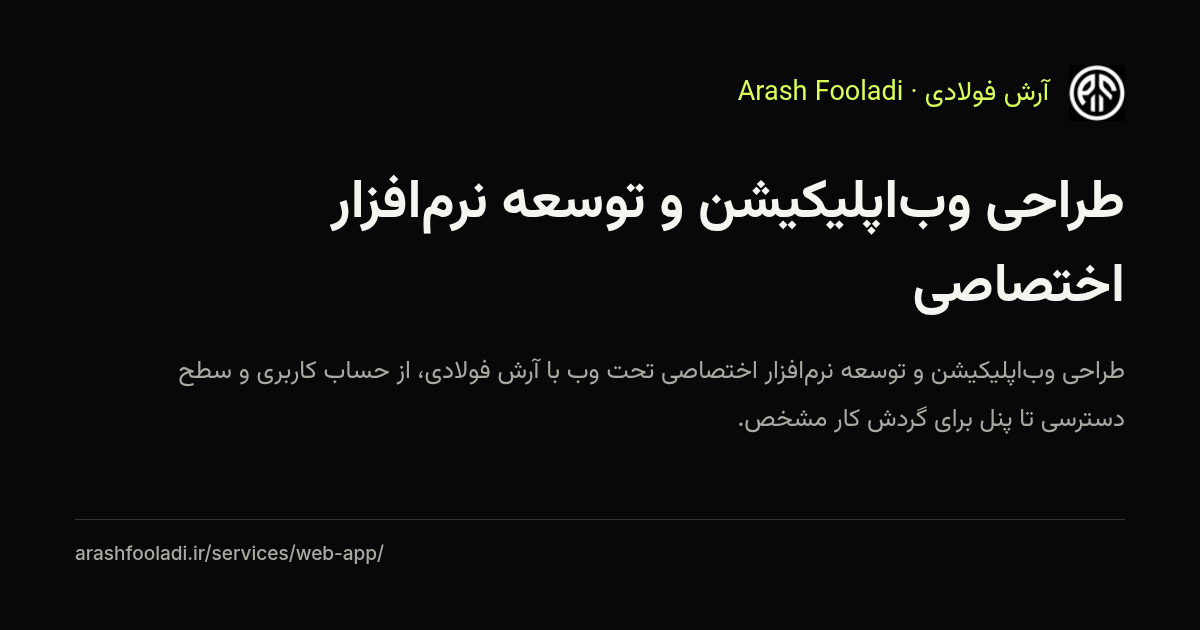 آرش فولادی · Arash Fooladi
طراحی وب‌اپلیکیشن و توسعه نرم‌افزار
اختصاصی
طراحی وب‌اپلیکیشن و توسعه نرم‌افزار اختصاصی تحت وب با آرش فولادی، از حساب کاربری و سطح
دسترسی تا پنل برای گردش کار مشخص.
arashfooladi.ir/services/web-app/